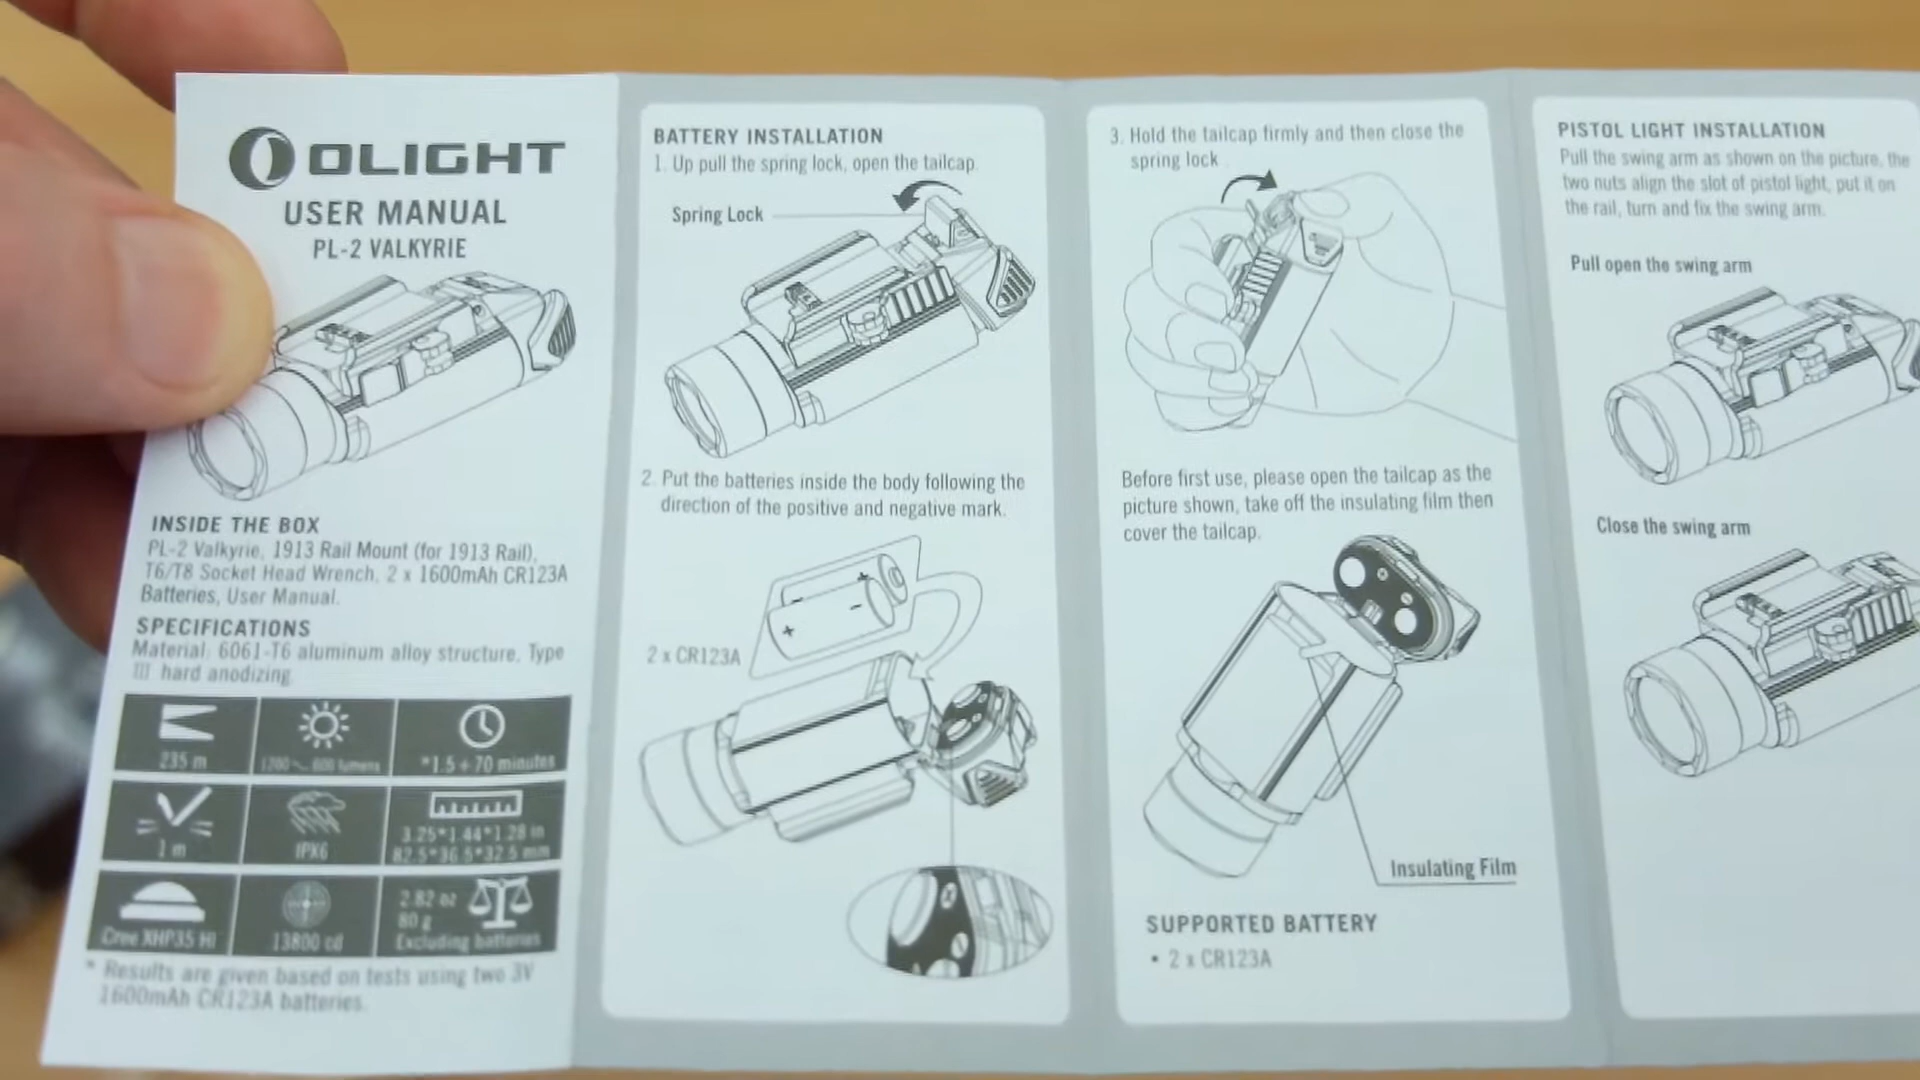 OLIGHT
USER MANUAL
PL-2 VALKYRIE
INSIDE THE BOX
PL-2 Valkyrie, 1913 Rail Mount (for 1913 Rail),
T6/T8 Socket Head Wrench, 2 x 1600mAh CR123A
Batteries, User Manual.
SPECIFICATIONS
Material: 6061-T6 aluminum alloy structure, Type
III hard anodizing
235 m
1200 ~ 600 lumens
*1.5 + 70 minutes
1 m
IPX6
3.25*1.44*1.28 in
82.5*36.5*32.5 mm
Cree XHP35 HI
13800 cd
2.82 oz
80 g
Excluding batteries
* Results are given based on tests using two 3V
1600mAh CR123A batteries.
BATTERY INSTALLATION
1. Up pull the spring lock, open the tailcap.
Spring Lock
2. Put the batteries inside the body following the
direction of the positive and negative mark.
2 x CR123A
3. Hold the tailcap firmly and then close the
spring lock
Before first use, please open the tailcap as the
picture shown, take off the insulating film then
cover the tailcap.
Insulating Film
SUPPORTED BATTERY
• 2 x CR123A
PISTOL LIGHT INSTALLATION
Pull the swing arm as shown on the picture, the
two nuts align the slot of pistol light, put it on
the rail, turn and fix the swing arm.
Pull open the swing arm
Close the swing arm